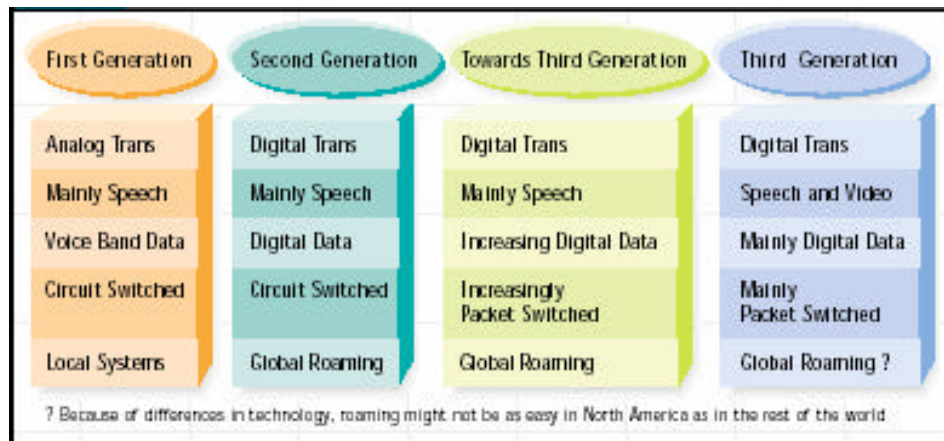 First Generation
Second Generation
Towards Third Generation
Third Generation
Analog Trans
Mainly Speech
Voice Band Data
Circuit Switched
Local Systems
Digital Trans
Mainly Speech
Digital Data
Circuit Switched
Global Roaming
Digital Trans
Mainly Speech
Increasing Digital Data
Increasingly
Packet Switched
Global Roaming
Digital Trans
Speech and Video
Mainly Digital Data
Mainly
Packet Switched
Global Roaming ?
? Because of differences in technology, roaming might not be as easy in North America as in the rest of the world